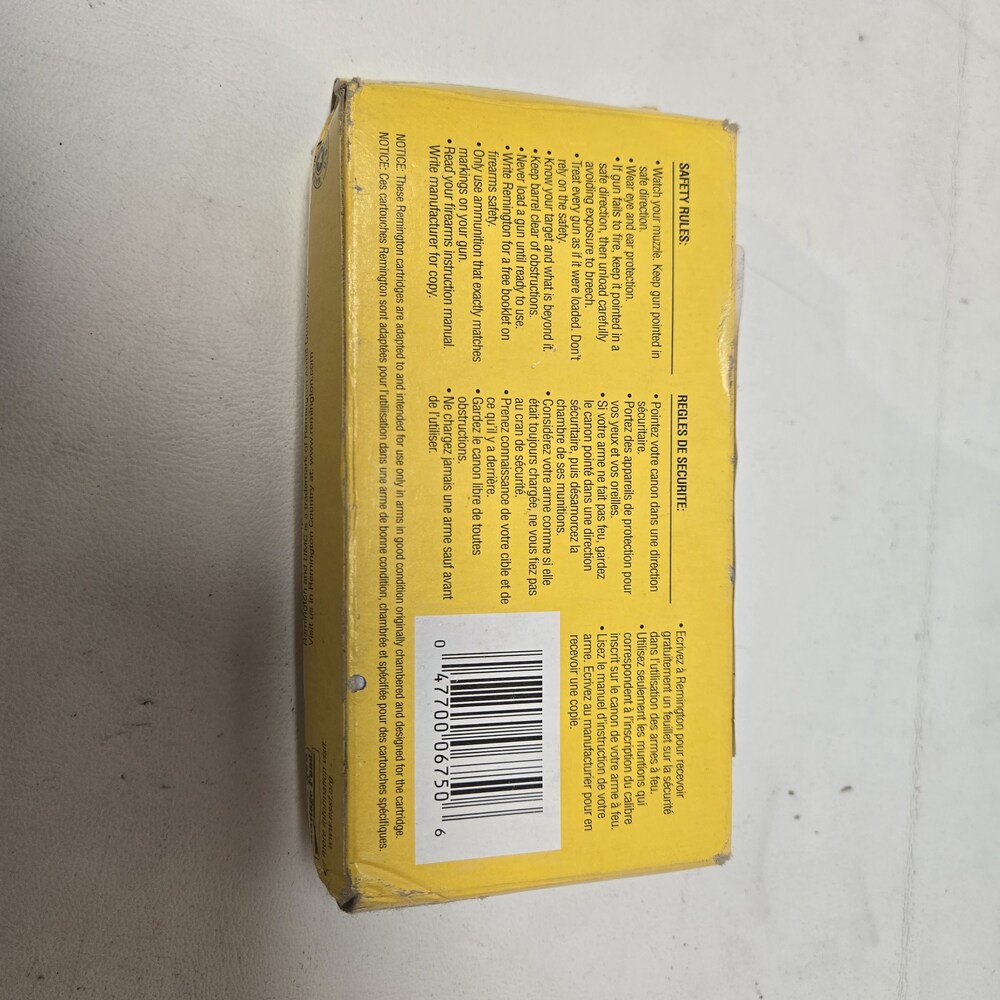 SAFETY RULES:
• Watch your muzzle. Keep gun pointed in
safe direction.
• Wear eye and ear protection.
• If gun fails to fire, keep it pointed in a
safe direction, then unload carefully
avoiding exposure to breech.
• Treat every gun as if it were loaded. Don't
rely on the safety.
• Know your target and what is beyond it.
• Keep barrel clear of obstructions.
• Never load a gun until ready to use.
• Write Remington for a free booklet on
firearms safety.
• Only use ammunition that exactly matches
markings on your gun.
• Read your firearms instruction manual.
Write manufacturer for copy.
REGLES DE SECURITE:
• Pointez votre canon dans une direction
sécuritaire.
• Portez des appareils de protection pour
vos yeux et vos oreilles.
• Si votre arme ne fait pas feu, gardez
le canon pointé dans une direction
sécuritaire, puis désamorcez la
chambre de ses munitions.
• Considérez votre arme comme si elle
était toujours chargée, ne vous fiez pas
au cran de sécurité.
• Prenez connaissance de votre cible et de
ce qu'il y a derrière.
• Gardez le canon libre de toutes
obstructions.
• Ne chargez jamais une arme sauf avant
de l'utiliser.
• Ecrivez à Remington pour recevoir
gratuitement un feuillet sur la sécurité
dans l'utilisation des armes à feu.
• Utilisez seulement les muntions qui
correspondent à l'inscription du calibre
inscrit sur le canon de votre arme à feu.
• Lisez le manuel d'instruction de votre
arme. Ecrivez au manufacturier pour en
recevoir une copie.
0 47700 06750 6
NOTICE: These Remington cartridges are adapted to and intended for use only in arms in good condition originally chambered and designed for the cartridge.
NOTICE: Ces cartouches Remington sont adaptées pour l'utilisation dans une arme de bonne condition, chambrée et spécifiée pour des cartouches spécifiques.
Visit us in Remington Country at: www.remington.com